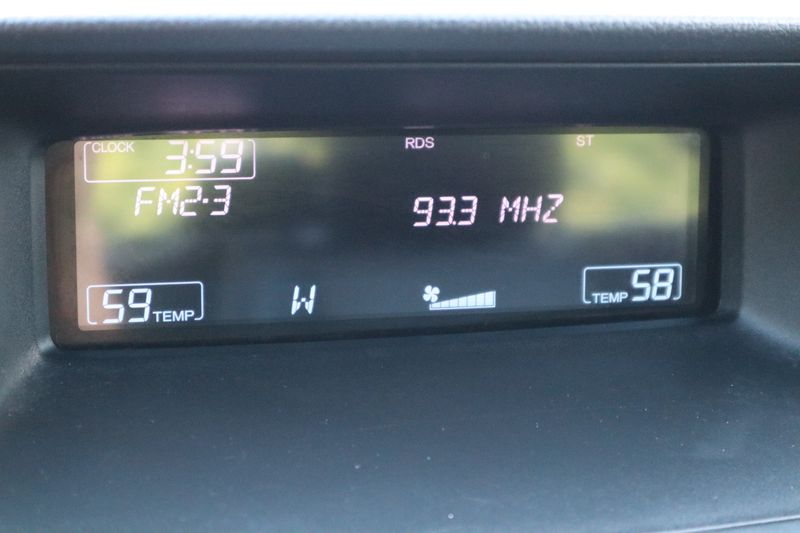 CLOCK 3:59 RDS ST
FM2-3 93.3 MHZ
59 TEMP W TEMP 58